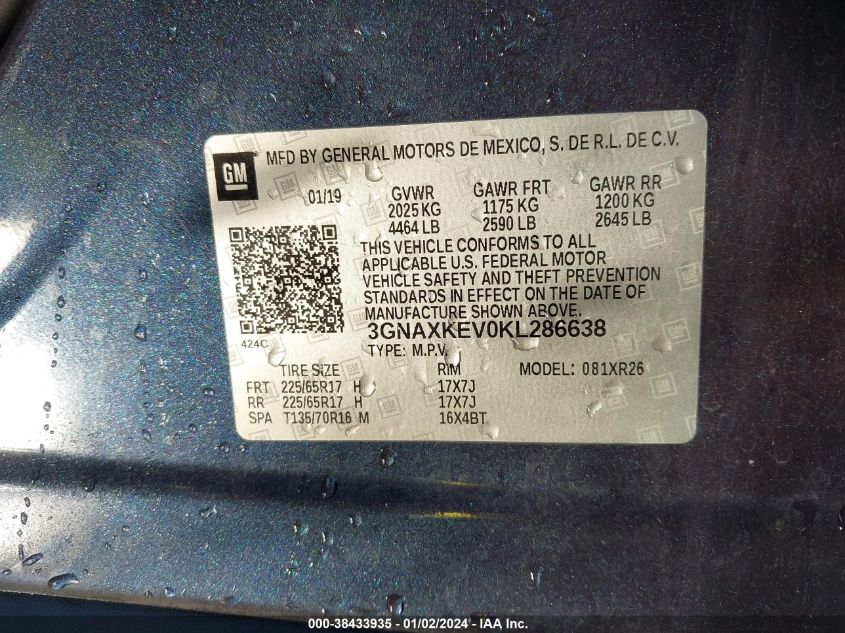 GM
MFD BY GENERAL MOTORS DE MEXICO, S. DE R.L. DE C.V.
01/19 GVWR GAWR FRT GAWR RR
2025 KG 1175 KG 1200 KG
4464 LB 2590 LB 2645 LB
THIS VEHICLE CONFORMS TO ALL
APPLICABLE U.S. FEDERAL MOTOR
VEHICLE SAFETY AND THEFT PREVENTION
STANDARDS IN EFFECT ON THE DATE OF
MANUFACTURE SHOWN ABOVE.
3GNAXKEV0KL286638
424C TYPE: M.P.V.
TIRE SIZE RIM MODEL: 081XR26
FRT 225/65R17 H 17X7J
RR 225/65R17 H 17X7J
SPA T135/70R16 M 16X4BT
000-38433935 - 01/02/2024 - © IAA, Inc.